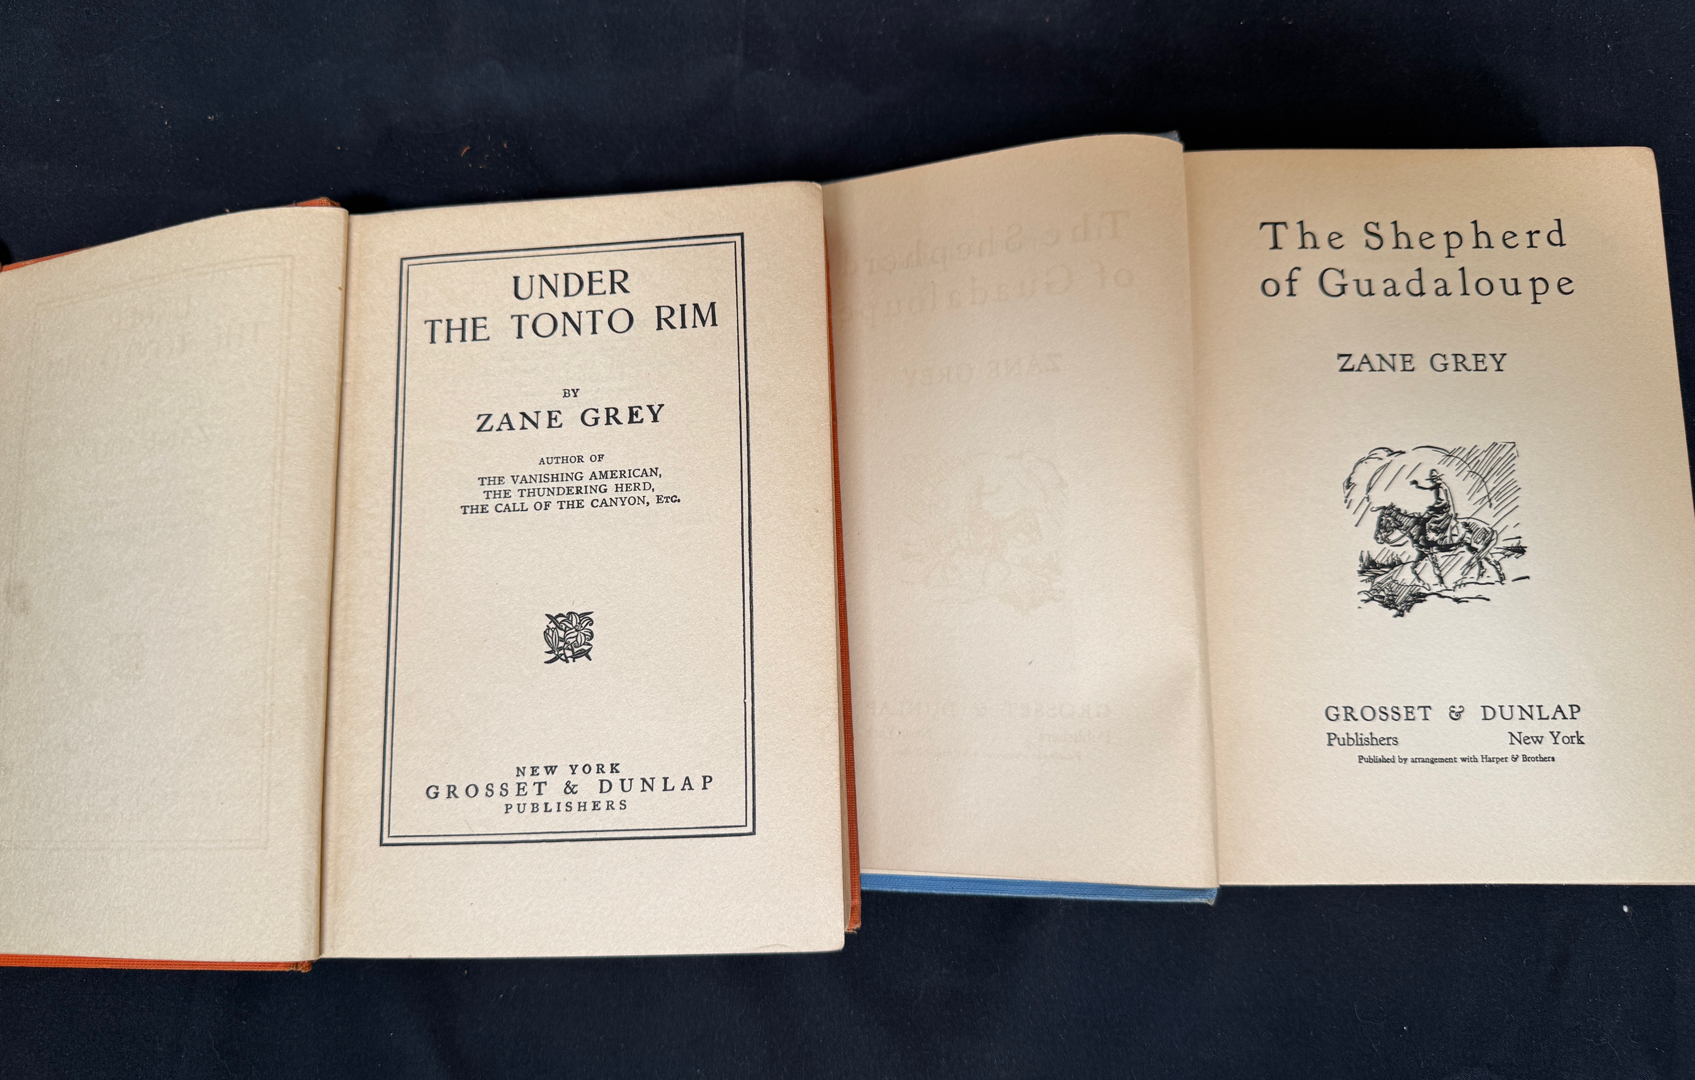 UNDER
THE TONTO RIM
BY
ZANE GREY
AUTHOR OF
THE VANISHING AMERICAN,
THE THUNDERING HERD,
THE CALL OF THE CANYON, Etc.
NEW YORK
GROSSET & DUNLAP
PUBLISHERS
The Shepherd
of Guadaloupe
ZANE GREY
GROSSET & DUNLAP
Publishers New York
Published by arrangement with Harper & Brothers